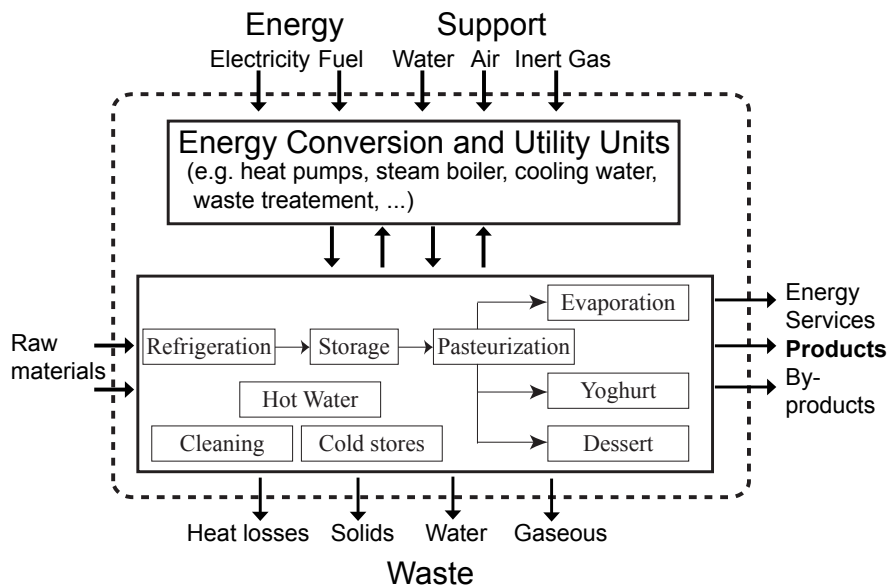 Energy Support
Electricity Fuel Water Air Inert Gas
Energy Conversion and Utility Units
(e.g. heat pumps, steam boiler, cooling water,
waste treatement, ...)
Raw
materials
Refrigeration
Storage
Pasteurization
Evaporation
Yoghurt
Dessert
Hot Water
Cleaning
Cold stores
Energy
Services
Products
By-
products
Heat losses Solids Water Gaseous
Waste